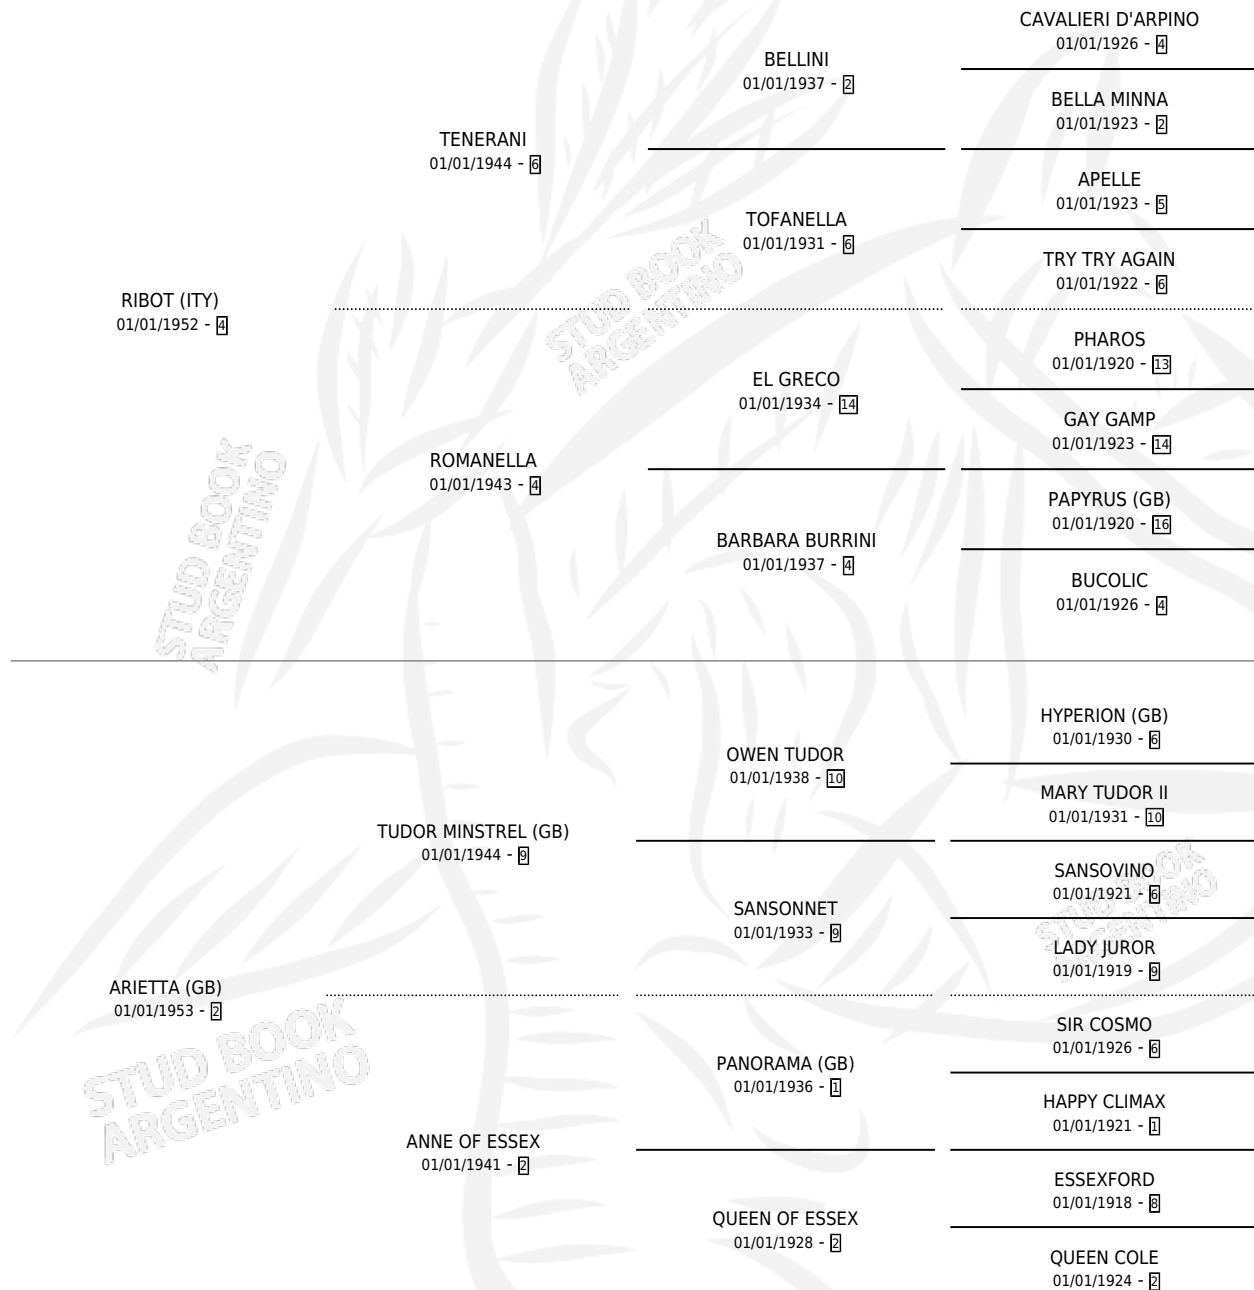 CAVALIERI D'ARPINO
01/01/1926 - 4
BELLINI
01/01/1937 - 2
BELLA MINNA
01/01/1923 - 2
TENERANI
01/01/1944 - 6
APELLE
01/01/1923 - 5
TOFANELLA
01/01/1931 - 6
TRY TRY AGAIN
01/01/1922 - 6
RIBOT (ITY)
01/01/1952 - 4
PHAROS
01/01/1920 - 13
EL GRECO
01/01/1934 - 14
GAY GAMP
01/01/1923 - 14
ROMANELLA
01/01/1943 - 4
PAPYRUS (GB)
01/01/1920 - 16
BARBARA BURRINI
01/01/1937 - 4
BUCOLIC
01/01/1926 - 4
HYPERION (GB)
01/01/1930 - 6
OWEN TUDOR
01/01/1938 - 10
MARY TUDOR II
01/01/1931 - 10
TUDOR MINSTREL (GB)
01/01/1944 - 9
SANSOVINO
01/01/1921 - 6
SANSONNET
01/01/1933 - 9
LADY JUROR
01/01/1919 - 9
ARIETTA (GB)
01/01/1953 - 2
SIR COSMO
01/01/1926 - 6
PANORAMA (GB)
01/01/1936 - 1
HAPPY CLIMAX
01/01/1921 - 1
ANNE OF ESSEX
01/01/1941 - 2
ESSEXFORD
01/01/1918 - 8
QUEEN OF ESSEX
01/01/1928 - 2
QUEEN COLE
01/01/1924 - 2
STUD BOOK
ARGENTINO
STUD BOOK
ARGENTINO
STUD BOOK
ARGENTINO
STUD BOOK
ARGENTINO